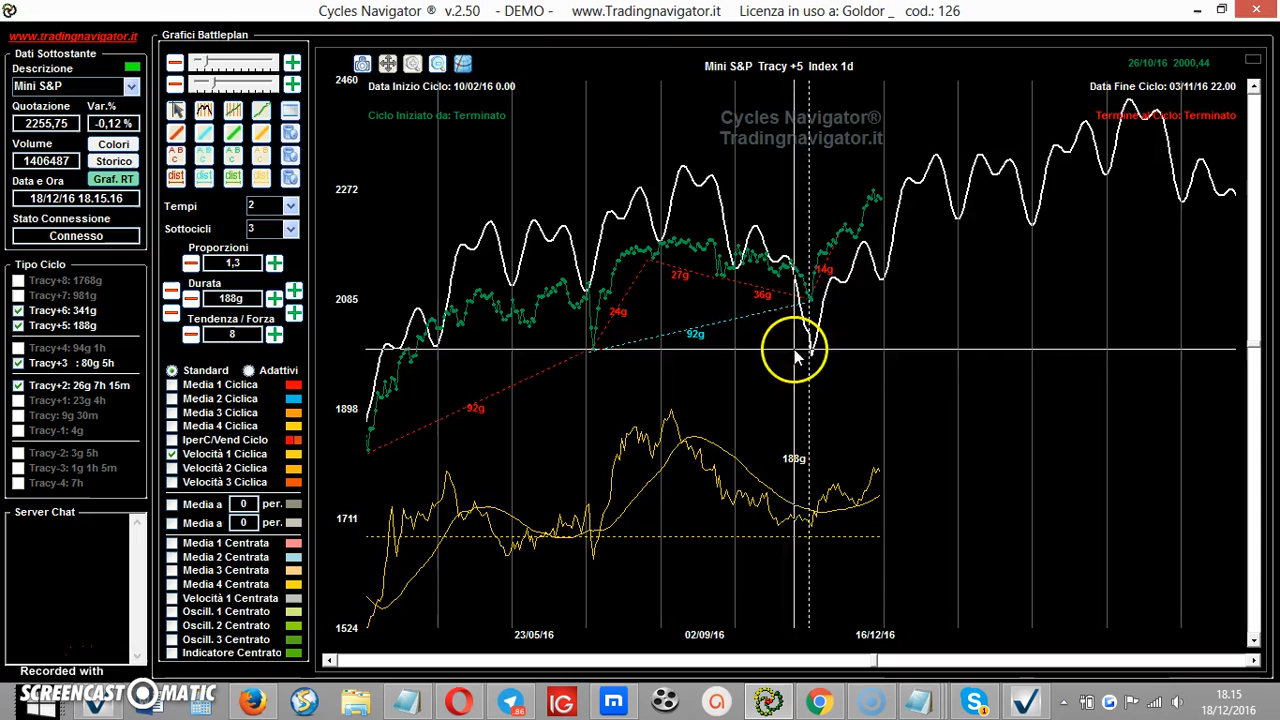 Cycles Navigator ® v.2.50 - DEMO - www.Tradingnavigator.it Licenza in uso a: Goldor _ cod.: 126
www.tradingnavigator.it
Dati Sottostante
Descrizione
Mini S&P
Quotazione Var.%
2255,75 -0,12 %
Volume Colori
1406487 Storico
Data e Ora Graf. RT
18/12/16 18.15.16
Stato Connessione
Connesso
Tipo Ciclo
Tracy+8: 1768g
Tracy+7: 981g
Tracy+6: 341g
Tracy+5: 188g
Tracy+4: 94g 1h
Tracy+3 : 80g 5h
Tracy+2: 26g 7h 15m
Tracy+1: 23g 4h
Tracy: 9g 30m
Tracy-1: 4g
Tracy-2: 3g 5h
Tracy-3: 1g 1h 5m
Tracy-4: 7h
Server Chat
Recorded with
SCREENCAST MATIC
Grafici Battleplan
A B C A B C A B C A B C
dist dist dist dist
Tempi 2
Sottocicli 3
Proporzioni
1,3
Durata
188g
Tendenza / Forza
8
Standard Adattivi
Media 1 Ciclica
Media 2 Ciclica
Media 3 Ciclica
Media 4 Ciclica
IperC/Vend Ciclo
Velocità 1 Ciclica
Velocità 2 Ciclica
Velocità 3 Ciclica
Media a 0 per.
Media a 0 per.
Media 1 Centrata
Media 2 Centrata
Media 3 Centrata
Media 4 Centrata
Velocità 1 Centrata
Oscill. 1 Centrato
Oscill. 2 Centrato
Oscill. 3 Centrato
Indicatore Centrato
Mini S&P Tracy +5 Index 1d
26/10/16 2000,44
Data Inizio Ciclo: 10/02/16 0.00
Data Fine Ciclo: 03/11/16 22.00
Ciclo Iniziato da: Terminato
Termine al Ciclo: Terminato
Cycles Navigator®
Tradingnavigator.it
2460
2272
2085
1898
1711
1524
27g
14g
36g
24g
92g
92g
188g
23/05/16 02/09/16 16/12/16
86
IG
m
1
18.15
18/12/2016